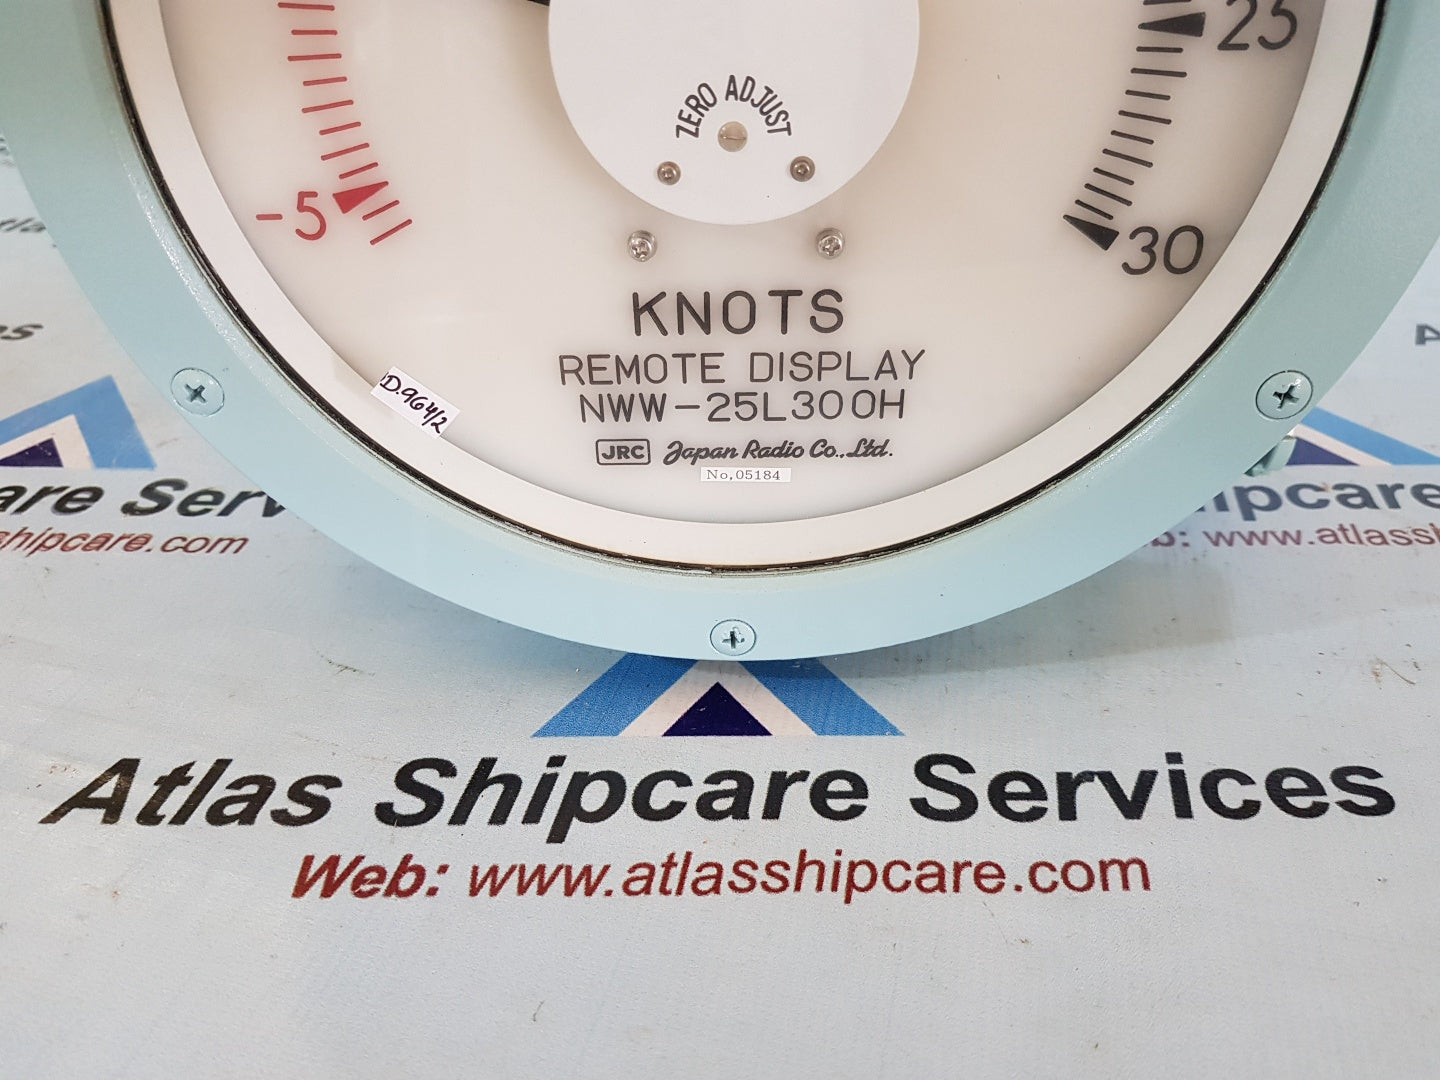 25
ZERO ADJUST
-5
30
KNOTS
REMOTE DISPLAY
NWW-25L300H
D.964/2
JRC Japan Radio Co.,Ltd.
No,05184
Atlas Shipcare Services
Web: www.atlasshipcare.com